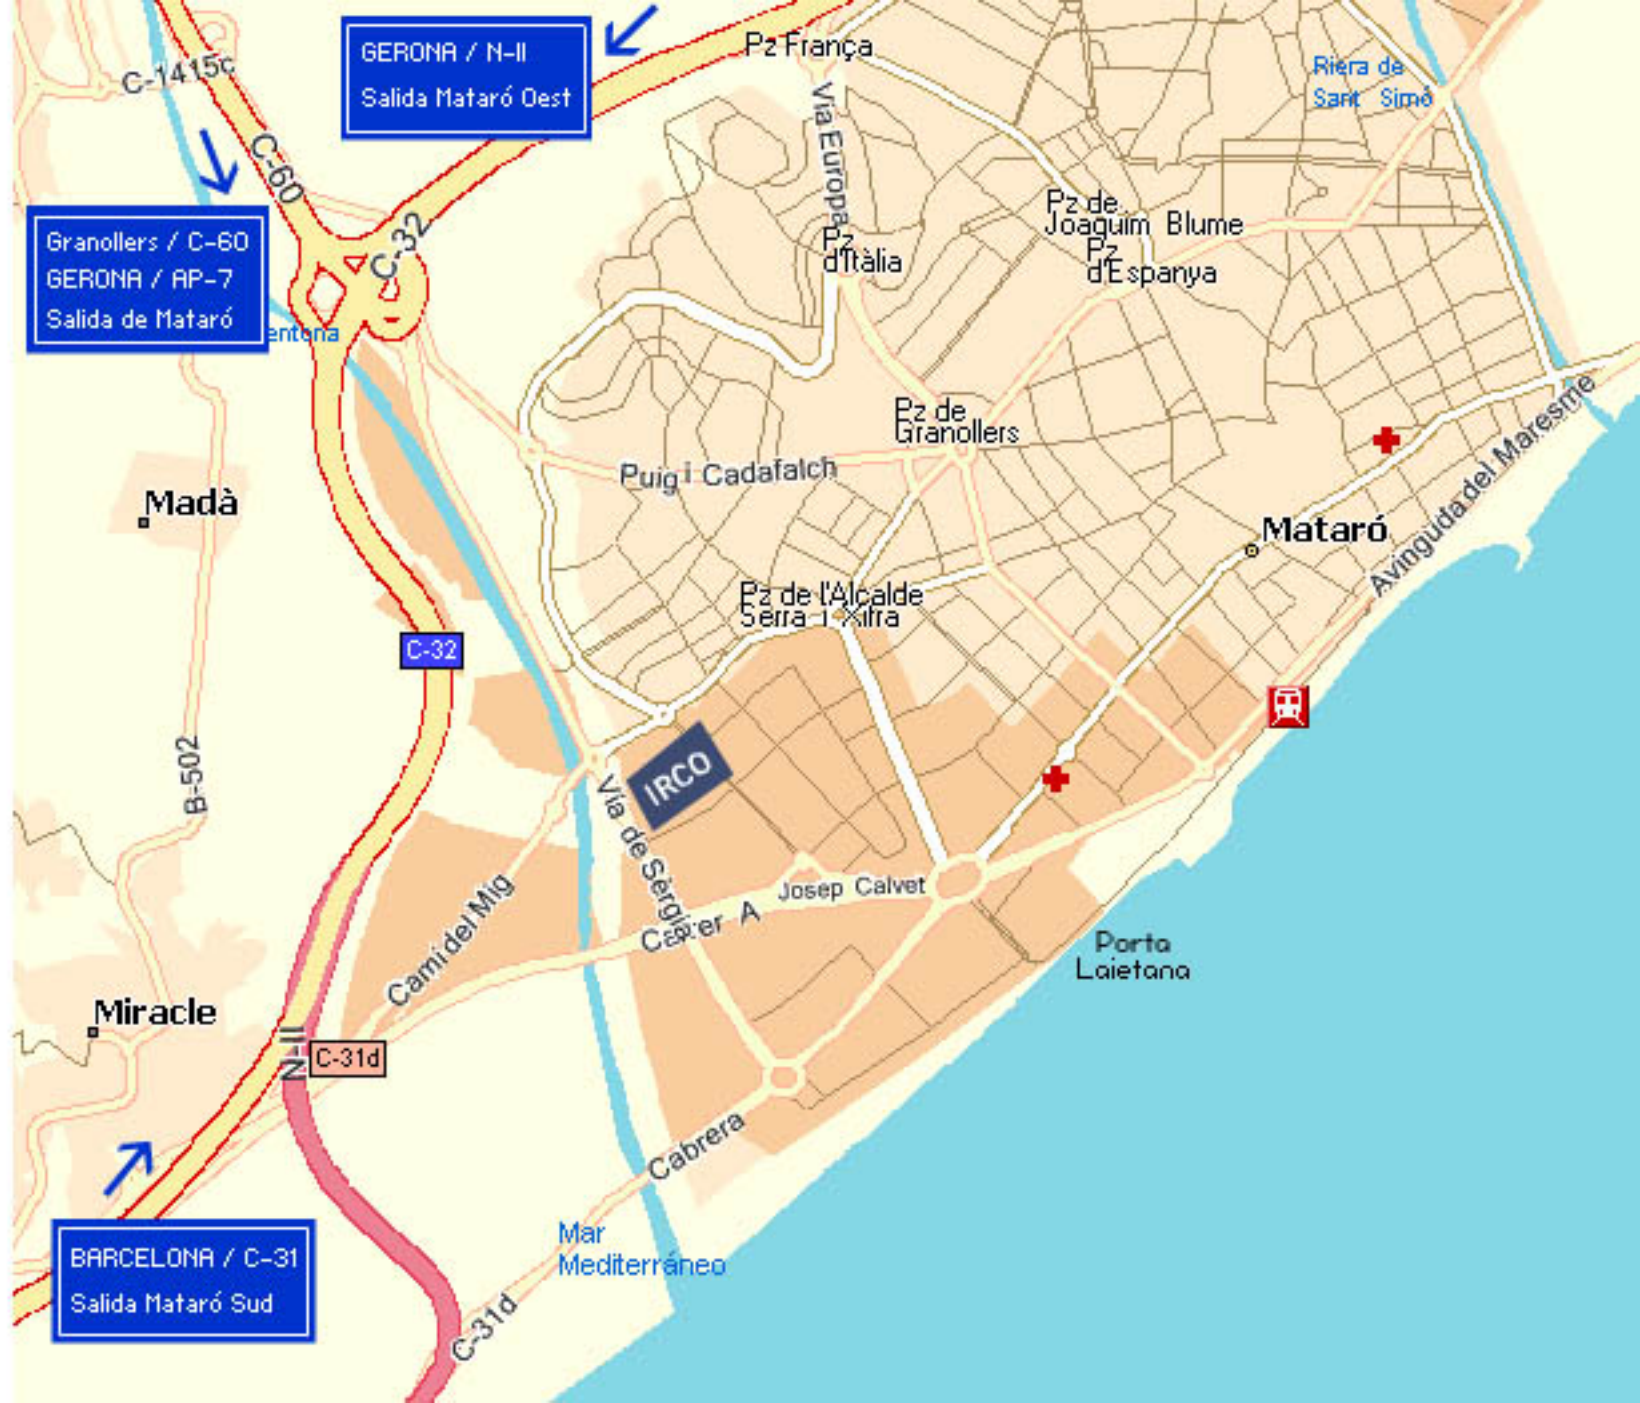 GERONA / N-II
Salida Mataró Oest
Pz França
Riera de
Sant Simó
C-1415c
C-60
Via Europa
C-32
Granollers / C-60
GERONA / AP-7
Salida de Mataró
entona
Pz
d'Itàlia
Pz de
Joaquim Blume
Pz
d'Espanya
Pz de
Granollers
Puig i Cadafalch
Madà
Mataró
Avinguda del Maresme
Pz de l'Alcalde
Serra i Xifra
C-32
B-502
IRCO
Via de Sèrgi
Josep Calvet
Carrer A
Camí del Mig
Porta
Laietana
Miracle
N-II
C-31d
Cabrera
Mar
Mediterráneo
BARCELONA / C-31
Salida Mataró Sud
C-31d